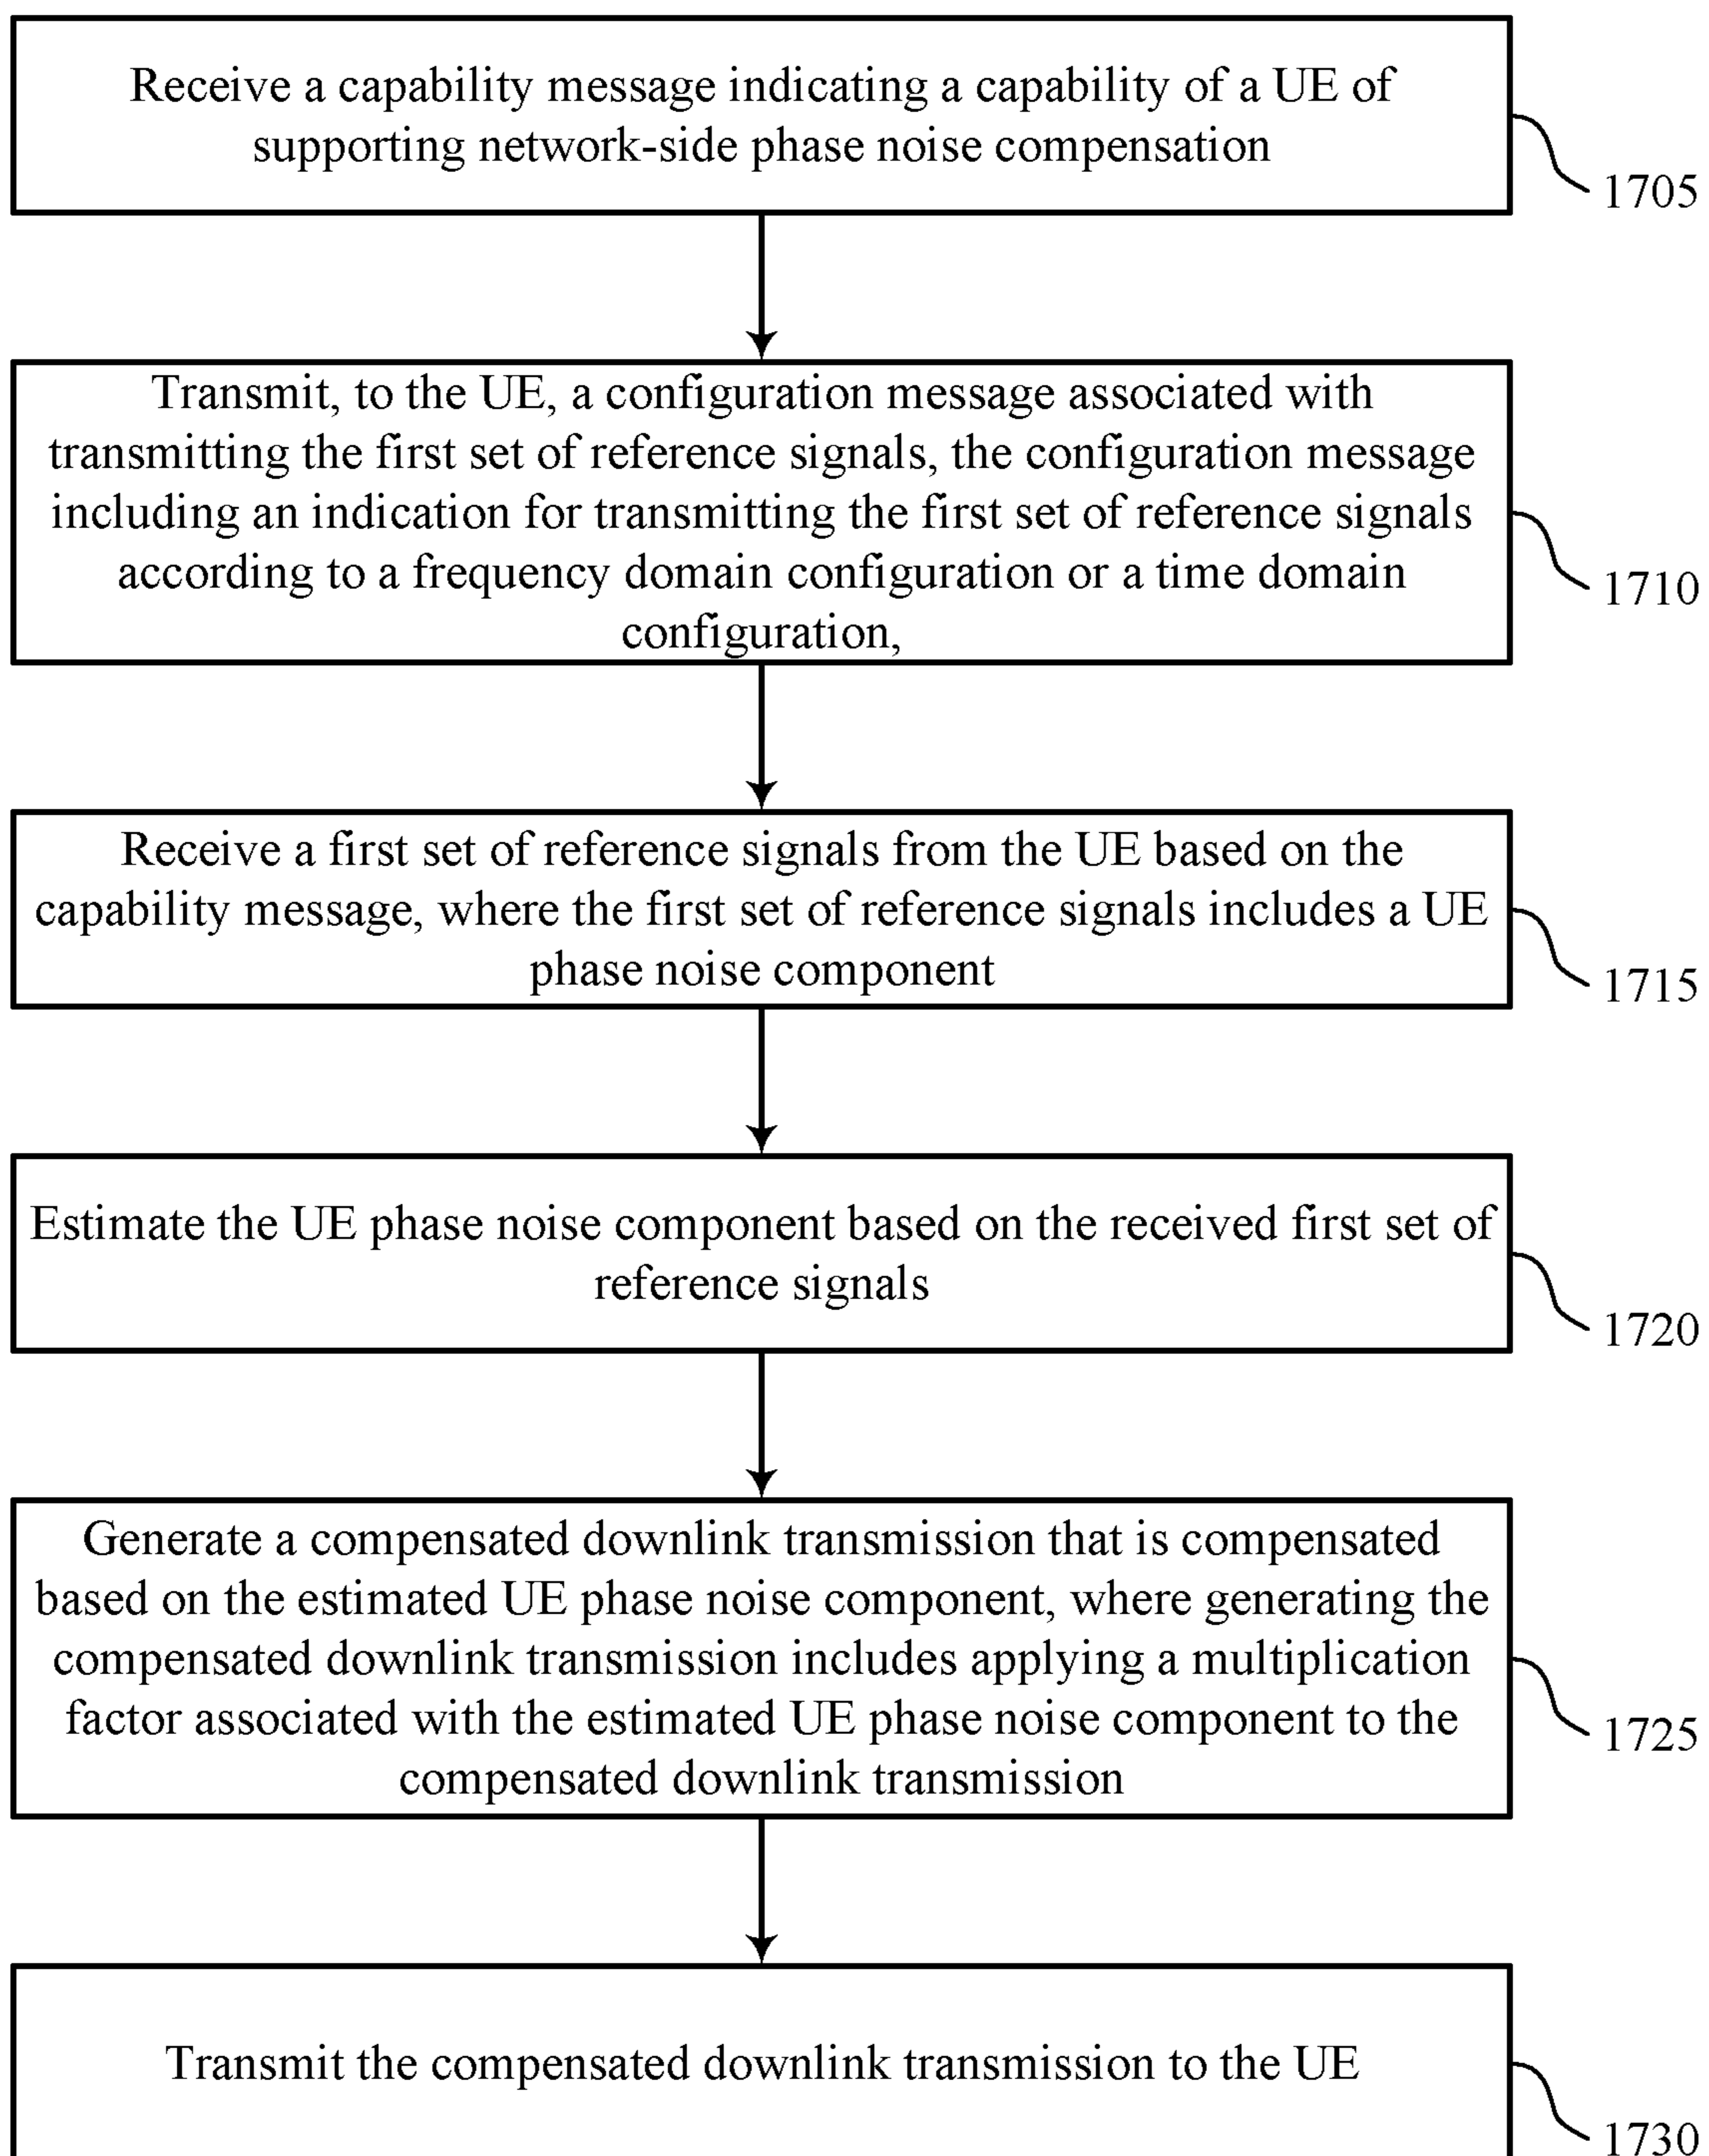 Receive a capability message indicating a capability of a UE of
supporting network-side phase noise compensation
1705
Transmit, to the UE, a configuration message associated with
transmitting the first set of reference signals, the configuration message
including an indication for transmitting the first set of reference signals
according to a frequency domain configuration or a time domain
configuration,
1710
Receive a first set of reference signals from the UE based on the
capability message, where the first set of reference signals includes a UE
phase noise component
1715
Estimate the UE phase noise component based on the received first set of
reference signals
1720
Generate a compensated downlink transmission that is compensated
based on the estimated UE phase noise component, where generating the
compensated downlink transmission includes applying a multiplication
factor associated with the estimated UE phase noise component to the
compensated downlink transmission
1725
Transmit the compensated downlink transmission to the UE
1730